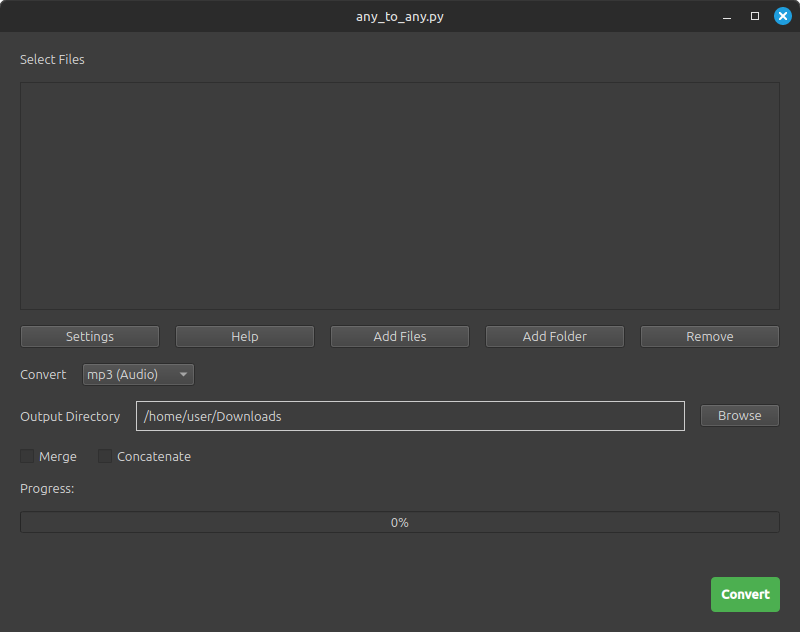 any_to_any.py
Select Files
Settings Help Add Files Add Folder Remove
Convert mp3 (Audio)
Output Directory /home/user/Downloads Browse
Merge Concatenate
Progress:
0%
Convert